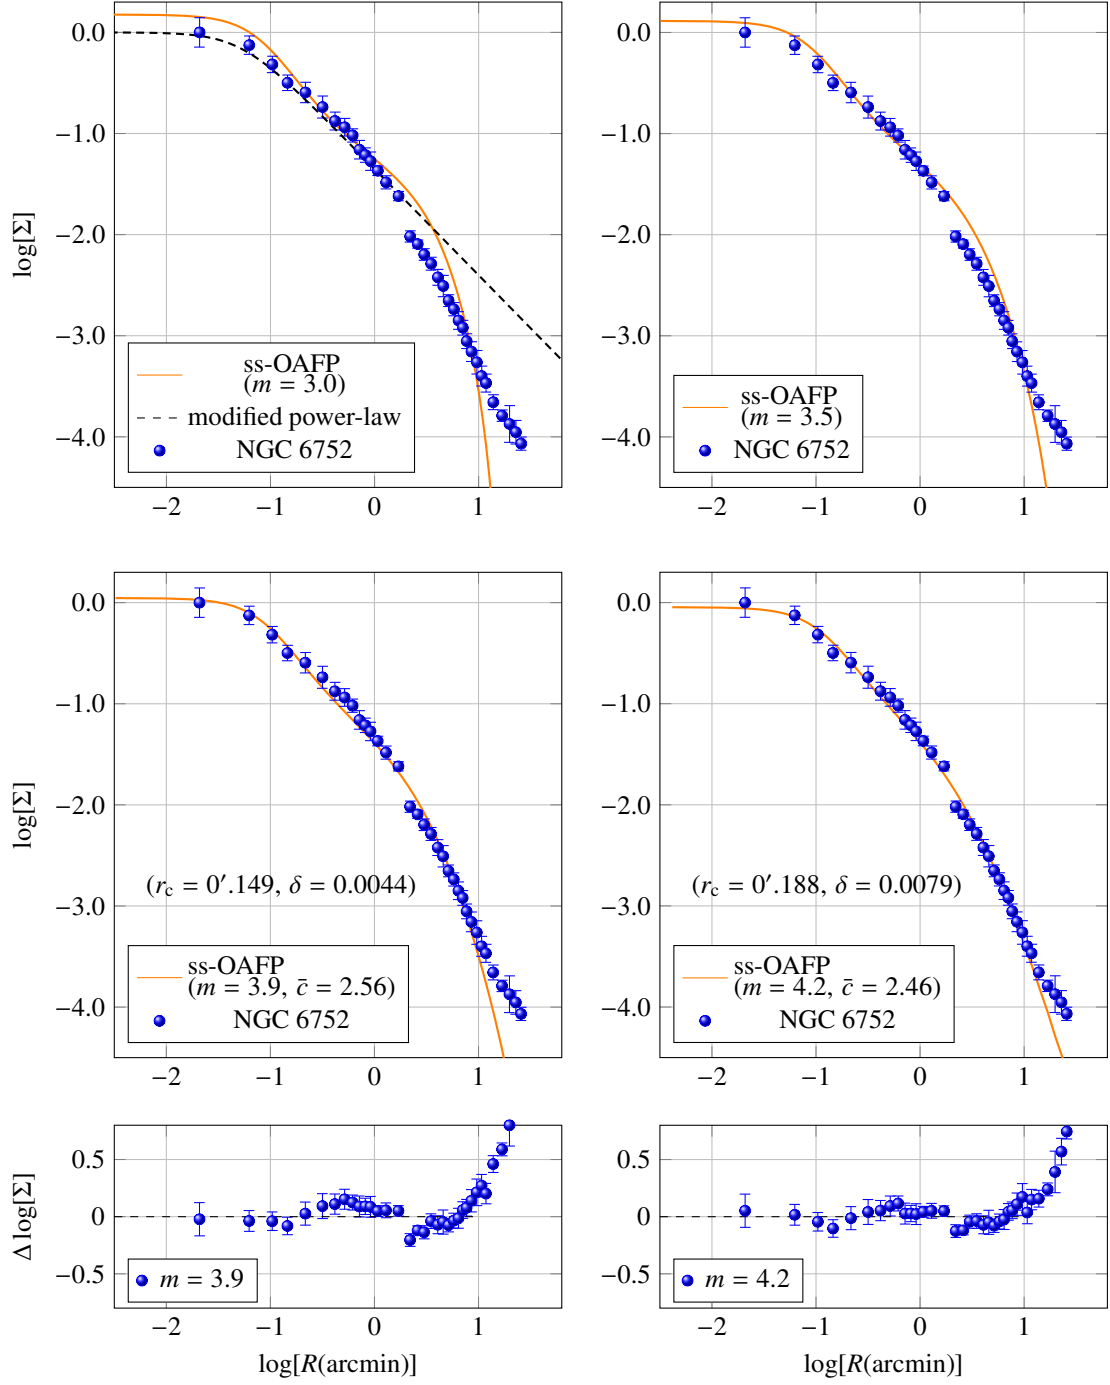 0.0
−1.0
−2.0
−3.0
−4.0
log[Σ]
−2 −1 0 1
ss-OAFP
(m = 3.0)
modified power-law
NGC 6752
0.0
−1.0
−2.0
−3.0
−4.0
−2 −1 0 1
ss-OAFP
(m = 3.5)
NGC 6752
0.0
−1.0
−2.0
−3.0
−4.0
log[Σ]
−2 −1 0 1
(rc = 0′.149, δ = 0.0044)
ss-OAFP
(m = 3.9, c̄ = 2.56)
NGC 6752
0.0
−1.0
−2.0
−3.0
−4.0
−2 −1 0 1
(rc = 0′.188, δ = 0.0079)
ss-OAFP
(m = 4.2, c̄ = 2.46)
NGC 6752
0.5
0
−0.5
Δ log[Σ]
m = 3.9
−2 −1 0 1
log[R(arcmin)]
0.5
0
−0.5
m = 4.2
−2 −1 0 1
log[R(arcmin)]